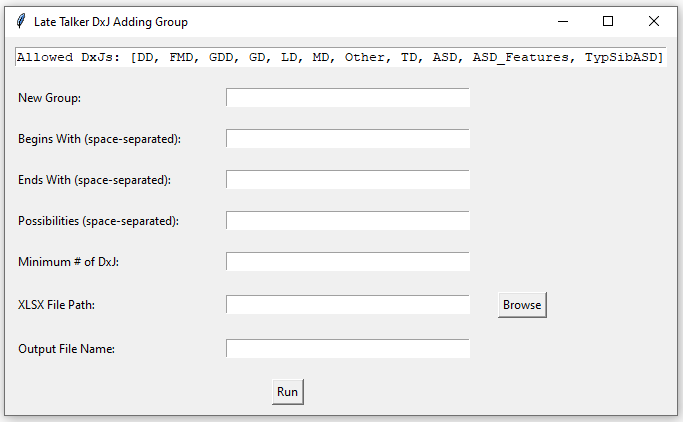 Late Talker DxJ Adding Group
Allowed DxJs: [DD, FMD, GDD, GD, LD, MD, Other, TD, ASD, ASD_Features, TypSibASD]
New Group:
Begins With (space-separated):
Ends With (space-separated):
Possibilities (space-separated):
Minimum # of DxJ:
XLSX File Path:
Browse
Output File Name:
Run